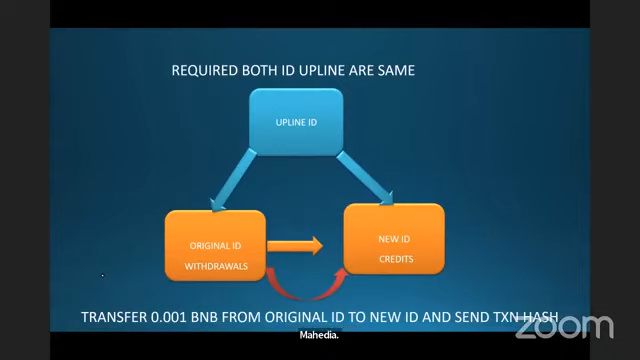 REQUIRED BOTH ID UPLINE ARE SAME
UPLINE ID
ORIGINAL ID
WITHDRAWALS
NEW ID
CREDITS
TRANSFER 0.001 BNB FROM ORIGINAL ID TO NEW ID AND SEND TXN HASH
zoom
Mahedia.